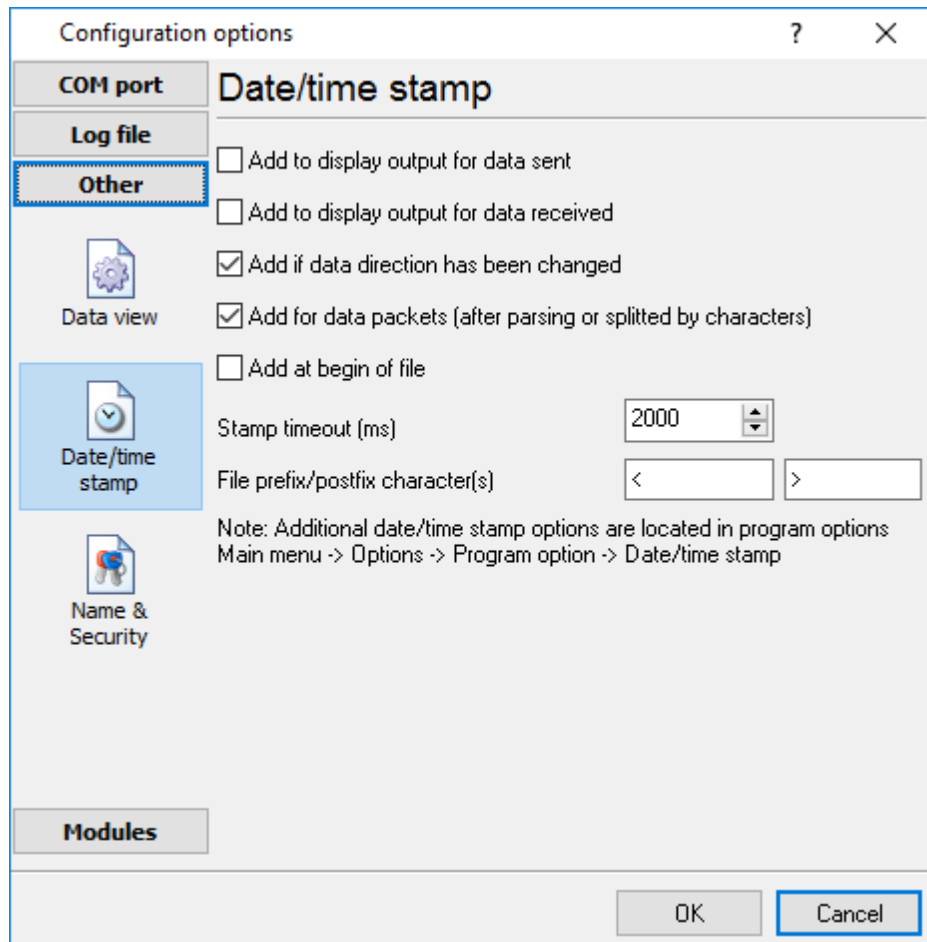 Configuration options
?
COM port
Log file
Other
Data view
Date/time
stamp
Name &
Security
Modules
Date/time stamp
Add to display output for data sent
Add to display output for data received
Add if data direction has been changed
Add for data packets (after parsing or splitted by characters)
Add at begin of file
Stamp timeout (ms) 2000
File prefix/postfix character(s) < >
Note: Additional date/time stamp options are located in program options
Main menu -> Options -> Program option -> Date/time stamp
OK Cancel